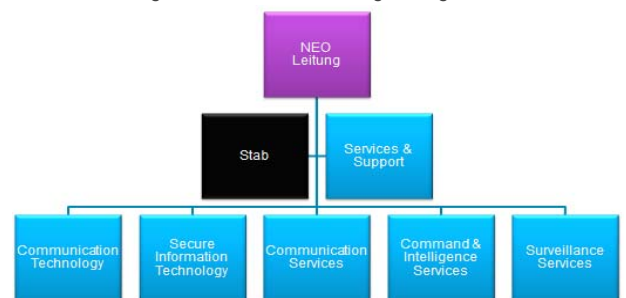 NEO
Leitung
Stab
Services &
Support
Communication
Technology
Secure
Information
Technology
Communication
Services
Command &
Intelligence
Services
Surveillance
Services